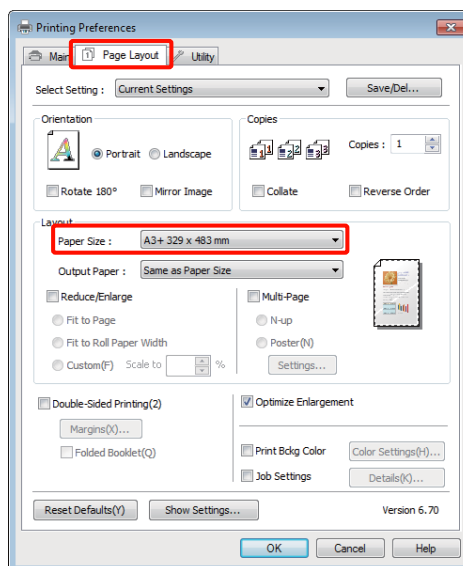 Printing Preferences
Main Page Layout Utility
Select Setting : Current Settings Save/Del...
Orientation Copies
Portrait Landscape Copies : 1
Rotate 180° Mirror Image Collate Reverse Order
Layout
Paper Size : A3+ 329 x 483 mm
Output Paper : Same as Paper Size
Reduce/Enlarge Multi-Page
Fit to Page N-up
Fit to Roll Paper Width Poster(N)
Custom(F) Scale to % Settings...
Double-Sided Printing(2) Optimize Enlargement
Margins(X)...
Folded Booklet(Q) Print Bckg Color Color Settings(H)...
Job Settings Details(K)...
Reset Defaults(Y) Show Settings... Version 6.70
OK Cancel Help